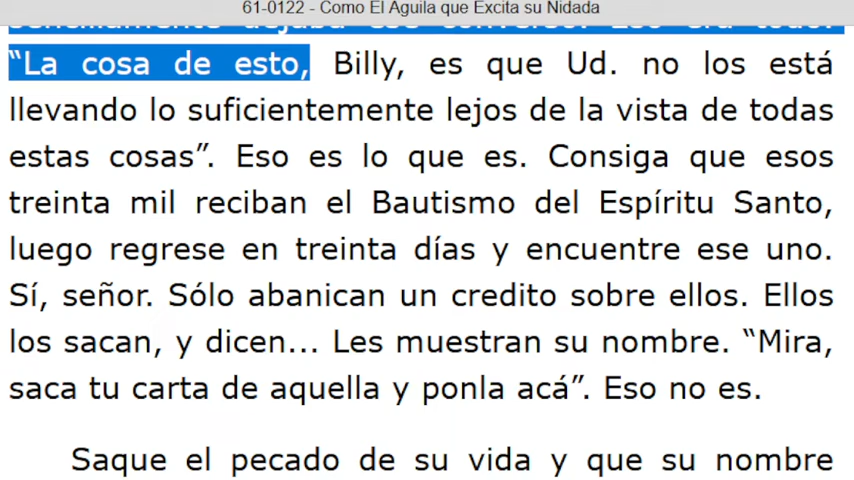 61-0122 - Como El Aguila que Excita su Nidada
“La cosa de esto, Billy, es que Ud. no los está
llevando lo suficientemente lejos de la vista de todas
estas cosas”. Eso es lo que es. Consiga que esos
treinta mil reciban el Bautismo del Espíritu Santo,
luego regrese en treinta días y encuentre ese uno.
Sí, señor. Sólo abanican un credito sobre ellos. Ellos
los sacan, y dicen... Les muestran su nombre. “Mira,
saca tu carta de aquella y ponla acá”. Eso no es.
Saque el pecado de su vida y que su nombre